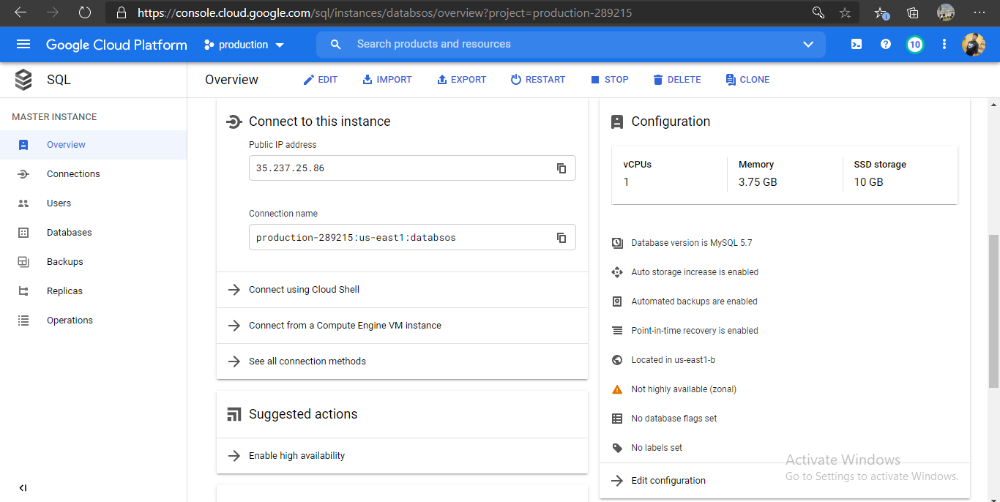 https://console.cloud.google.com/sql/instances/databsos/overview?project=production-289215
Google Cloud Platform
production
Search products and resources
10
SQL
Overview
EDIT
IMPORT
EXPORT
RESTART
STOP
DELETE
CLONE
MASTER INSTANCE
Overview
Connections
Users
Databases
Backups
Replicas
Operations
Connect to this instance
Public IP address
35.237.25.86
Connection name
production-289215:us-east1:databsos
Connect using Cloud Shell
Connect from a Compute Engine VM instance
See all connection methods
Suggested actions
Enable high availability
Configuration
vCPUs
1
Memory
3.75 GB
SSD storage
10 GB
Database version is MySQL 5.7
Auto storage increase is enabled
Automated backups are enabled
Point-in-time recovery is enabled
Located in us-east1-b
Not highly available (zonal)
No database flags set
No labels set
Edit configuration
Activate Windows
Go to Settings to activate Windows.